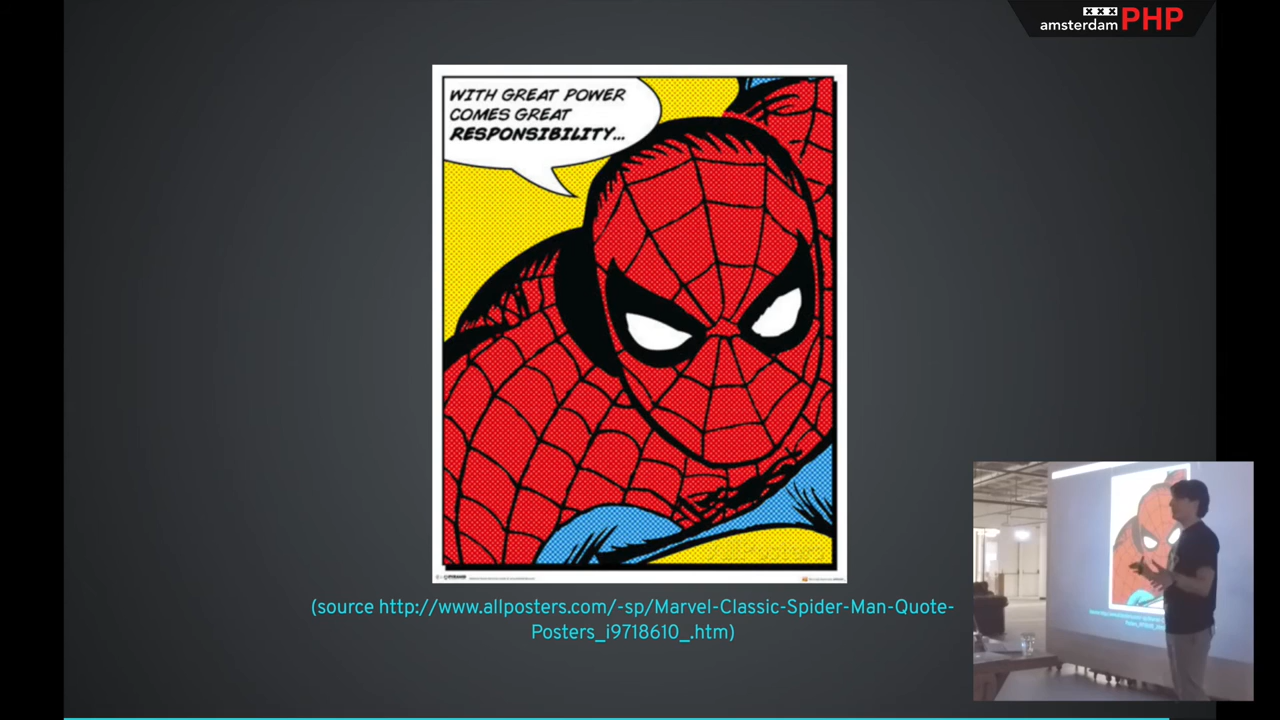 amsterdamPHP
WITH GREAT POWER
COMES GREAT
RESPONSIBILITY...
(source http://www.allposters.com/-sp/Marvel-Classic-Spider-Man-Quote-
Posters_i9718610_.htm)